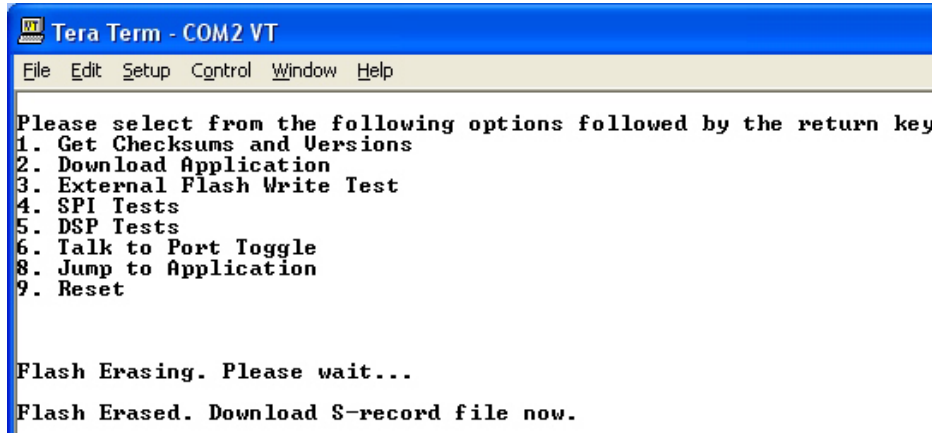 Tera Term - COM2 VT
File Edit Setup Control Window Help
Please select from the following options followed by the return key
1. Get Checksums and Versions
2. Download Application
3. External Flash Write Test
4. SPI Tests
5. DSP Tests
6. Talk to Port Toggle
8. Jump to Application
9. Reset
Flash Erasing. Please wait...
Flash Erased. Download S-record file now.